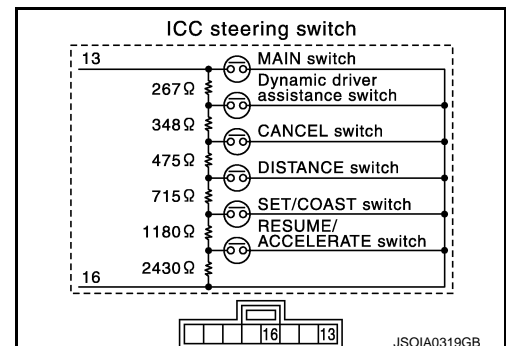 ICC steering switch
13
MAIN switch
267Ω
Dynamic driver
assistance switch
348Ω
CANCEL switch
475Ω
DISTANCE switch
715Ω
SET/COAST switch
1180Ω
RESUME/
ACCELERATE switch
2430Ω
16
16 13
JSOIA0319GB